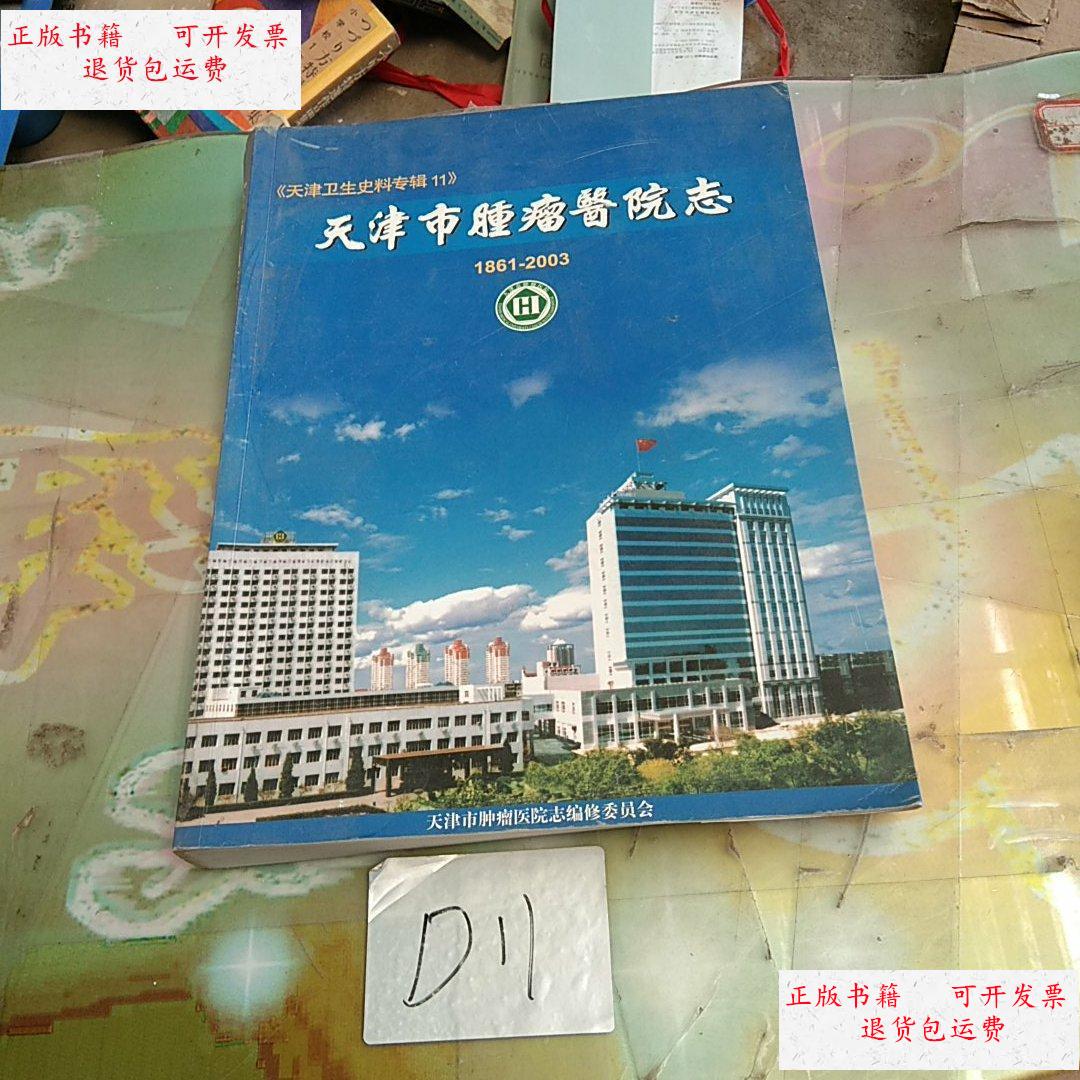 正版书籍 可开发票
退货包运费
《天津卫生史料专辑 11》
天津市腫瘤醫院志
1861-2003
天津市肿瘤医院志编修委员会
D11
正版书籍 可开发票
退货包运费